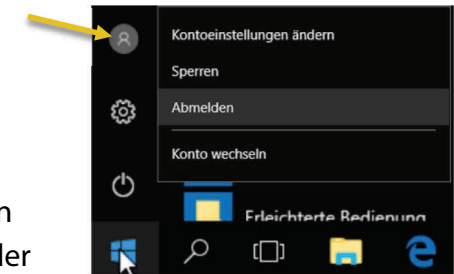 Kontoeinstellungen ändern
Sperren
Abmelden
Konto wechseln
Erleichterte Bedienung